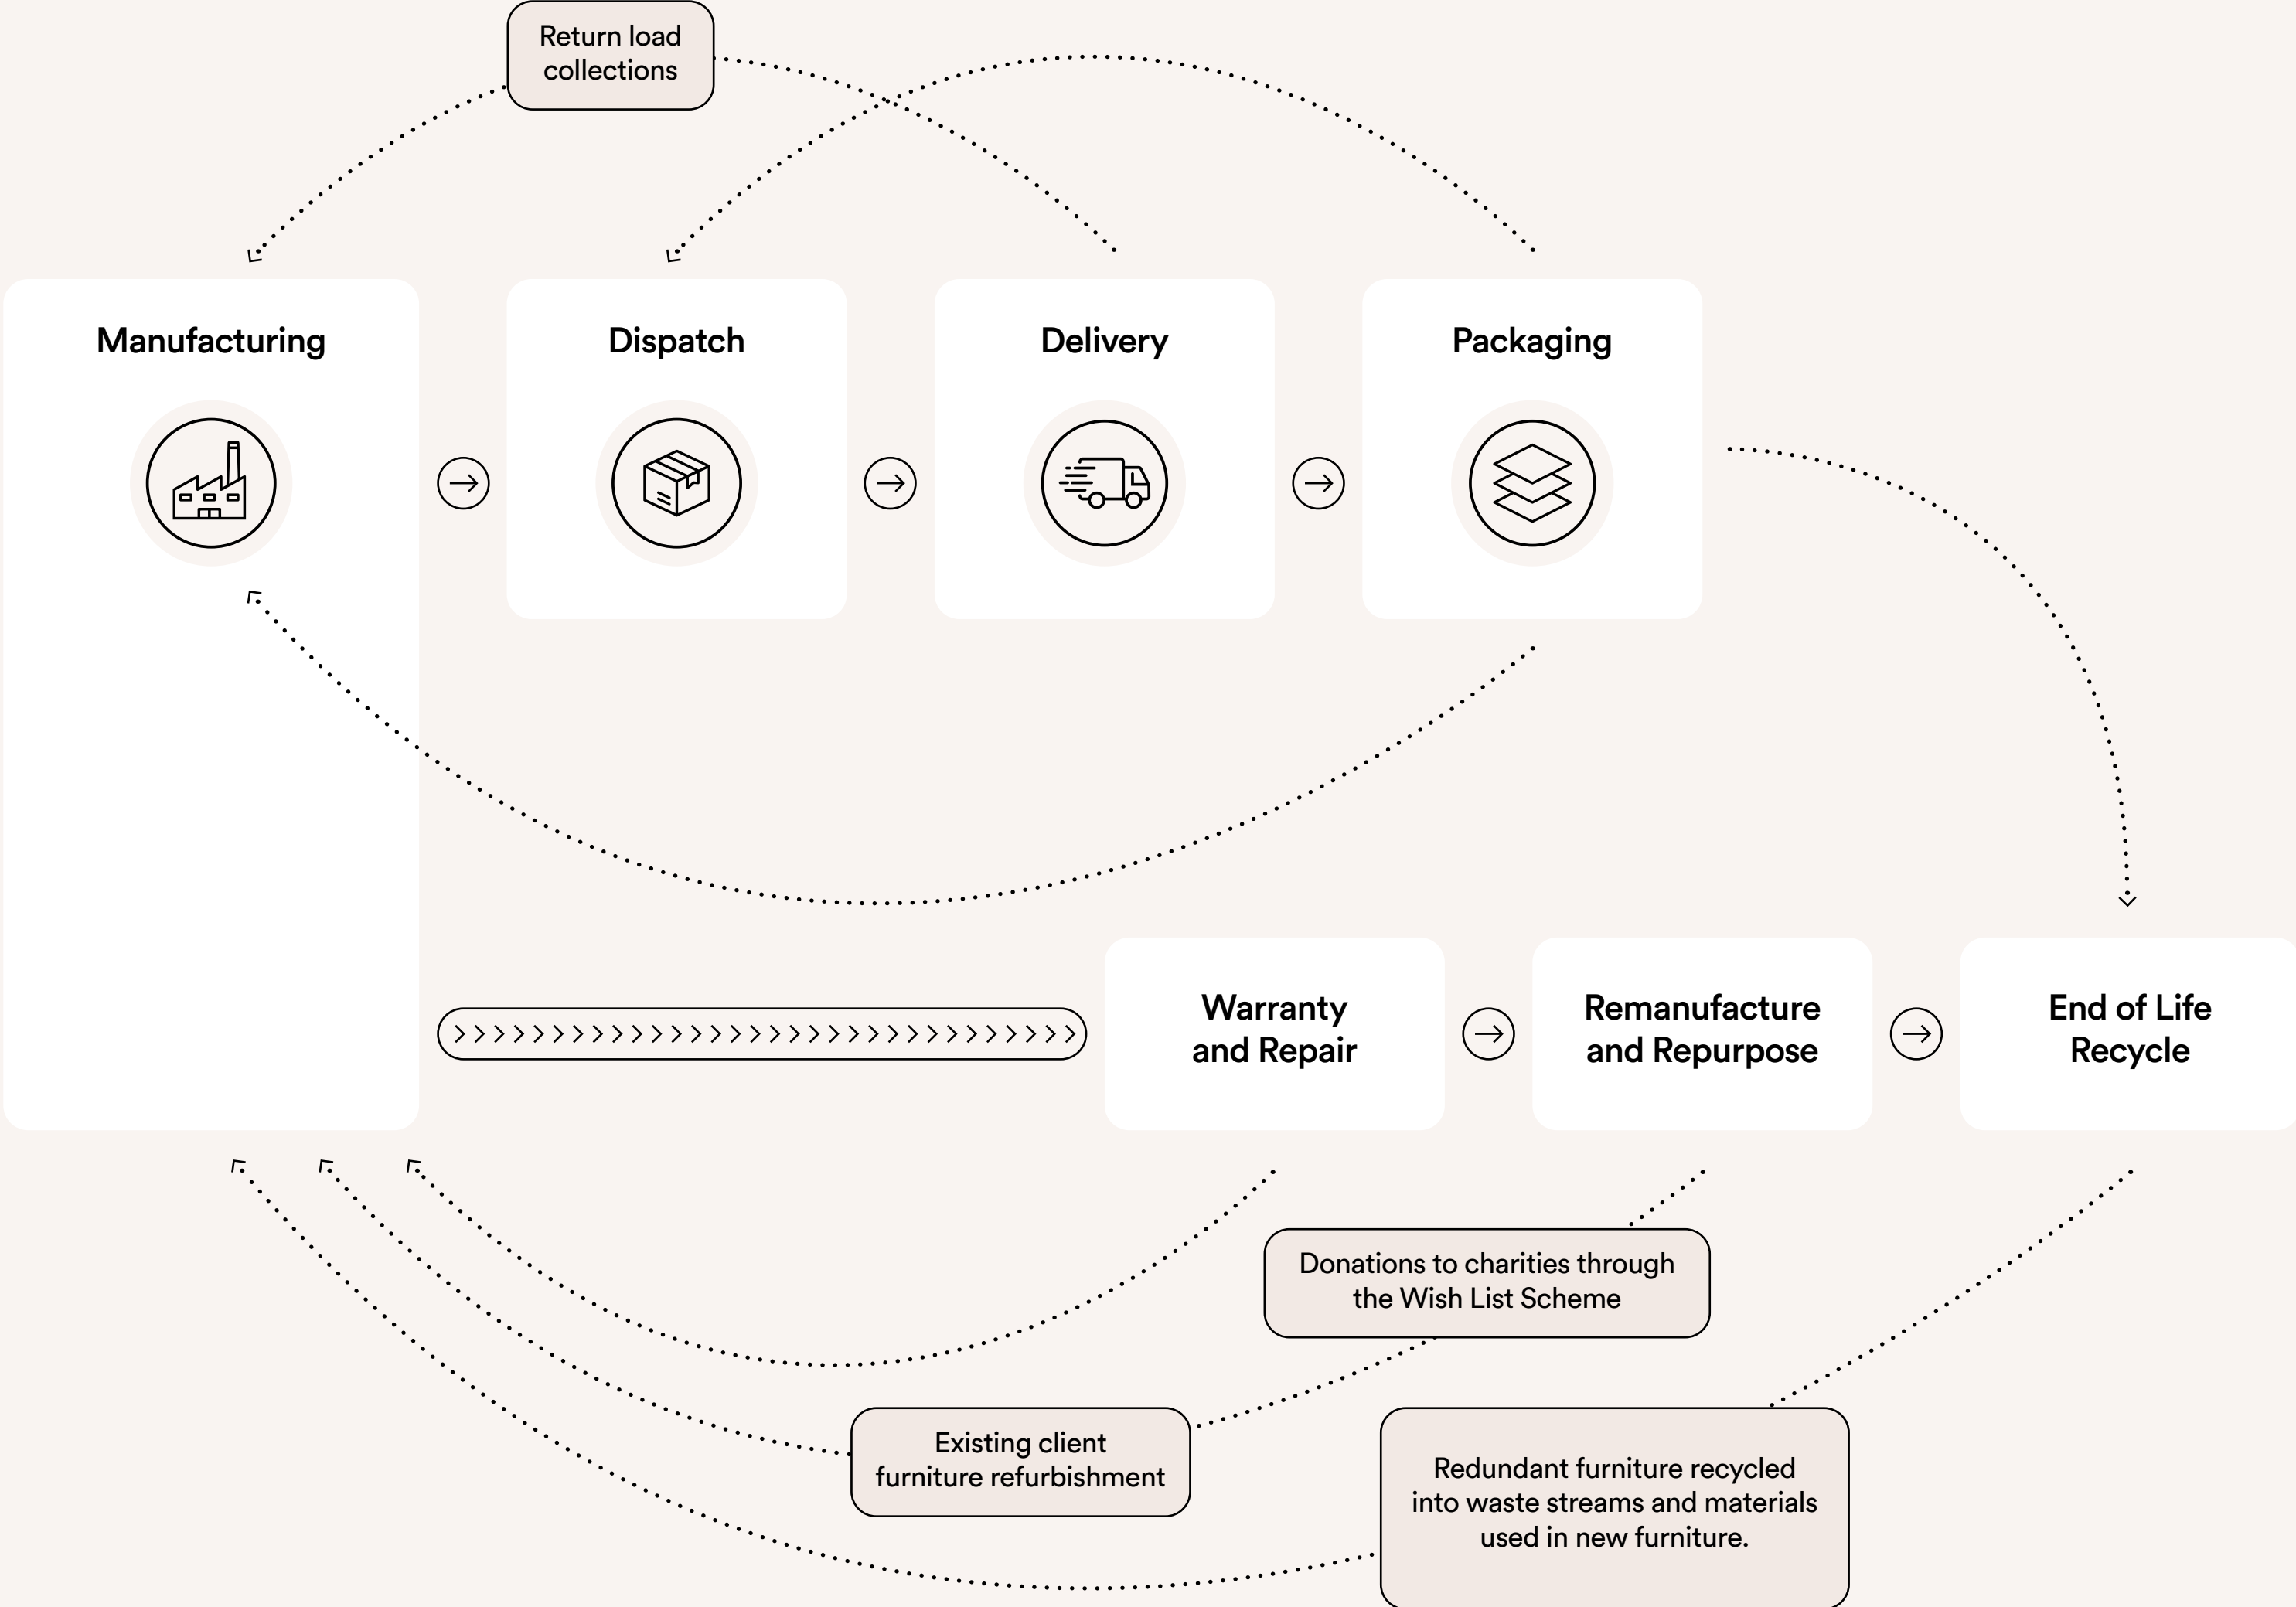 Return load
collections
Manufacturing
Dispatch
Delivery
Packaging
Warranty
and Repair
Remanufacture
and Repurpose
End of Life
Recycle
Donations to charities through
the Wish List Scheme
Existing client
furniture refurbishment
Redundant furniture recycled
into waste streams and materials
used in new furniture.